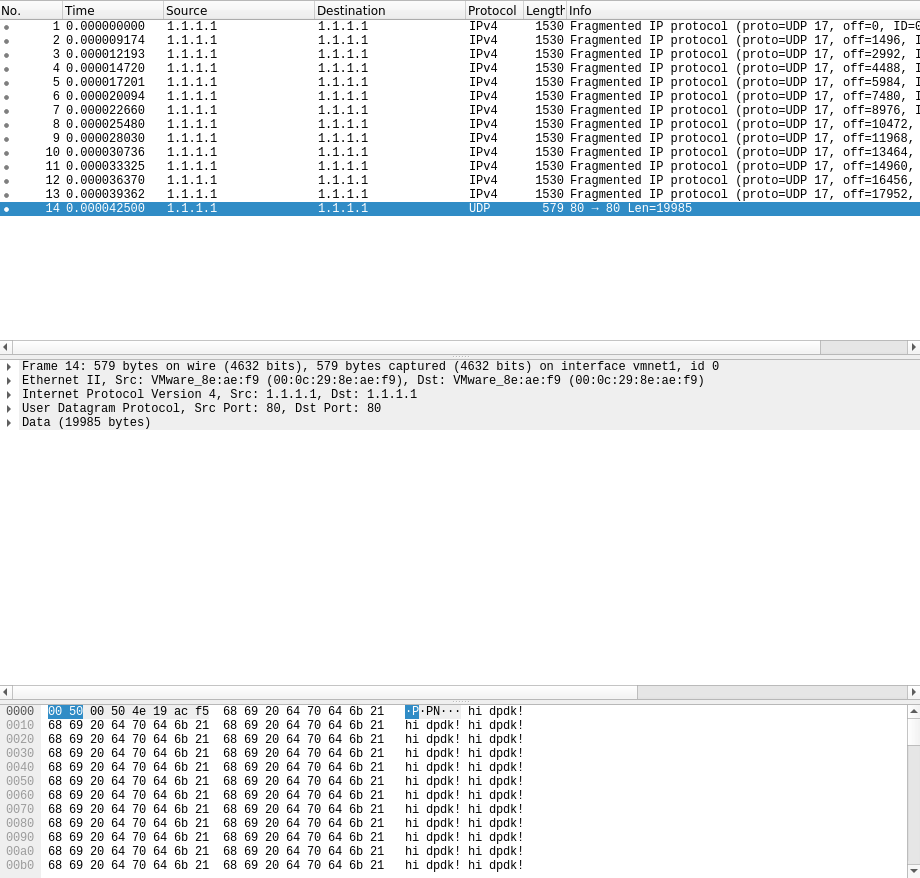 No. Time Source Destination Protocol Length Info
1 0.000000000 1.1.1.1 1.1.1.1 IPv4 1530 Fragmented IP protocol (proto=UDP 17, off=0, ID=
2 0.000009174 1.1.1.1 1.1.1.1 IPv4 1530 Fragmented IP protocol (proto=UDP 17, off=1496, I
3 0.000012193 1.1.1.1 1.1.1.1 IPv4 1530 Fragmented IP protocol (proto=UDP 17, off=2992, I
4 0.000014720 1.1.1.1 1.1.1.1 IPv4 1530 Fragmented IP protocol (proto=UDP 17, off=4488, I
5 0.000017201 1.1.1.1 1.1.1.1 IPv4 1530 Fragmented IP protocol (proto=UDP 17, off=5984, I
6 0.000020094 1.1.1.1 1.1.1.1 IPv4 1530 Fragmented IP protocol (proto=UDP 17, off=7480, I
7 0.000022660 1.1.1.1 1.1.1.1 IPv4 1530 Fragmented IP protocol (proto=UDP 17, off=8976, I
8 0.000025480 1.1.1.1 1.1.1.1 IPv4 1530 Fragmented IP protocol (proto=UDP 17, off=10472,
9 0.000028030 1.1.1.1 1.1.1.1 IPv4 1530 Fragmented IP protocol (proto=UDP 17, off=11968,
10 0.000030736 1.1.1.1 1.1.1.1 IPv4 1530 Fragmented IP protocol (proto=UDP 17, off=13464,
11 0.000033325 1.1.1.1 1.1.1.1 IPv4 1530 Fragmented IP protocol (proto=UDP 17, off=14960,
12 0.000036370 1.1.1.1 1.1.1.1 IPv4 1530 Fragmented IP protocol (proto=UDP 17, off=16456,
13 0.000039362 1.1.1.1 1.1.1.1 IPv4 1530 Fragmented IP protocol (proto=UDP 17, off=17952,
14 0.000042500 1.1.1.1 1.1.1.1 UDP 579 80 → 80 Len=19985
Frame 14: 579 bytes on wire (4632 bits), 579 bytes captured (4632 bits) on interface vmnet1, id 0
Ethernet II, Src: VMware_8e:ae:f9 (00:0c:29:8e:ae:f9), Dst: VMware_8e:ae:f9 (00:0c:29:8e:ae:f9)
Internet Protocol Version 4, Src: 1.1.1.1, Dst: 1.1.1.1
User Datagram Protocol, Src Port: 80, Dst Port: 80
Data (19985 bytes)
0000 00 50 00 50 4e 19 ac f5 68 69 20 64 70 64 6b 21 ·P·PN··· hi dpdk!
0010 68 69 20 64 70 64 6b 21 68 69 20 64 70 64 6b 21 hi dpdk! hi dpdk!
0020 68 69 20 64 70 64 6b 21 68 69 20 64 70 64 6b 21 hi dpdk! hi dpdk!
0030 68 69 20 64 70 64 6b 21 68 69 20 64 70 64 6b 21 hi dpdk! hi dpdk!
0040 68 69 20 64 70 64 6b 21 68 69 20 64 70 64 6b 21 hi dpdk! hi dpdk!
0050 68 69 20 64 70 64 6b 21 68 69 20 64 70 64 6b 21 hi dpdk! hi dpdk!
0060 68 69 20 64 70 64 6b 21 68 69 20 64 70 64 6b 21 hi dpdk! hi dpdk!
0070 68 69 20 64 70 64 6b 21 68 69 20 64 70 64 6b 21 hi dpdk! hi dpdk!
0080 68 69 20 64 70 64 6b 21 68 69 20 64 70 64 6b 21 hi dpdk! hi dpdk!
0090 68 69 20 64 70 64 6b 21 68 69 20 64 70 64 6b 21 hi dpdk! hi dpdk!
00a0 68 69 20 64 70 64 6b 21 68 69 20 64 70 64 6b 21 hi dpdk! hi dpdk!
00b0 68 69 20 64 70 64 6b 21 68 69 20 64 70 64 6b 21 hi dpdk! hi dpdk!